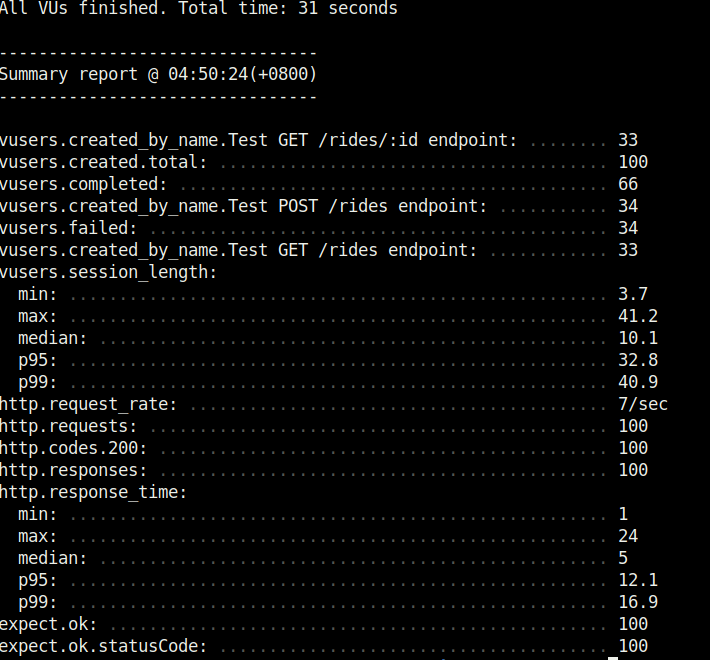 All VUs finished. Total time: 31 seconds
--------------------------------
Summary report @ 04:50:24(+0800)
--------------------------------
vusers.created_by_name.Test GET /rides/:id endpoint: ........ 33
vusers.created.total: ....................................... 100
vusers.completed: ........................................... 66
vusers.created_by_name.Test POST /rides endpoint: ........... 34
vusers.failed: .............................................. 34
vusers.created_by_name.Test GET /rides endpoint: ............ 33
vusers.session_length:
  min: ...................................................... 3.7
  max: ...................................................... 41.2
  median: ................................................... 10.1
  p95: ...................................................... 32.8
  p99: ...................................................... 40.9
http.request_rate: .......................................... 7/sec
http.requests: .............................................. 100
http.codes.200: ............................................. 100
http.responses: ............................................. 100
http.response_time:
  min: ...................................................... 1
  max: ...................................................... 24
  median: ................................................... 5
  p95: ...................................................... 12.1
  p99: ...................................................... 16.9
expect.ok: .................................................. 100
expect.ok.statusCode: ....................................... 100